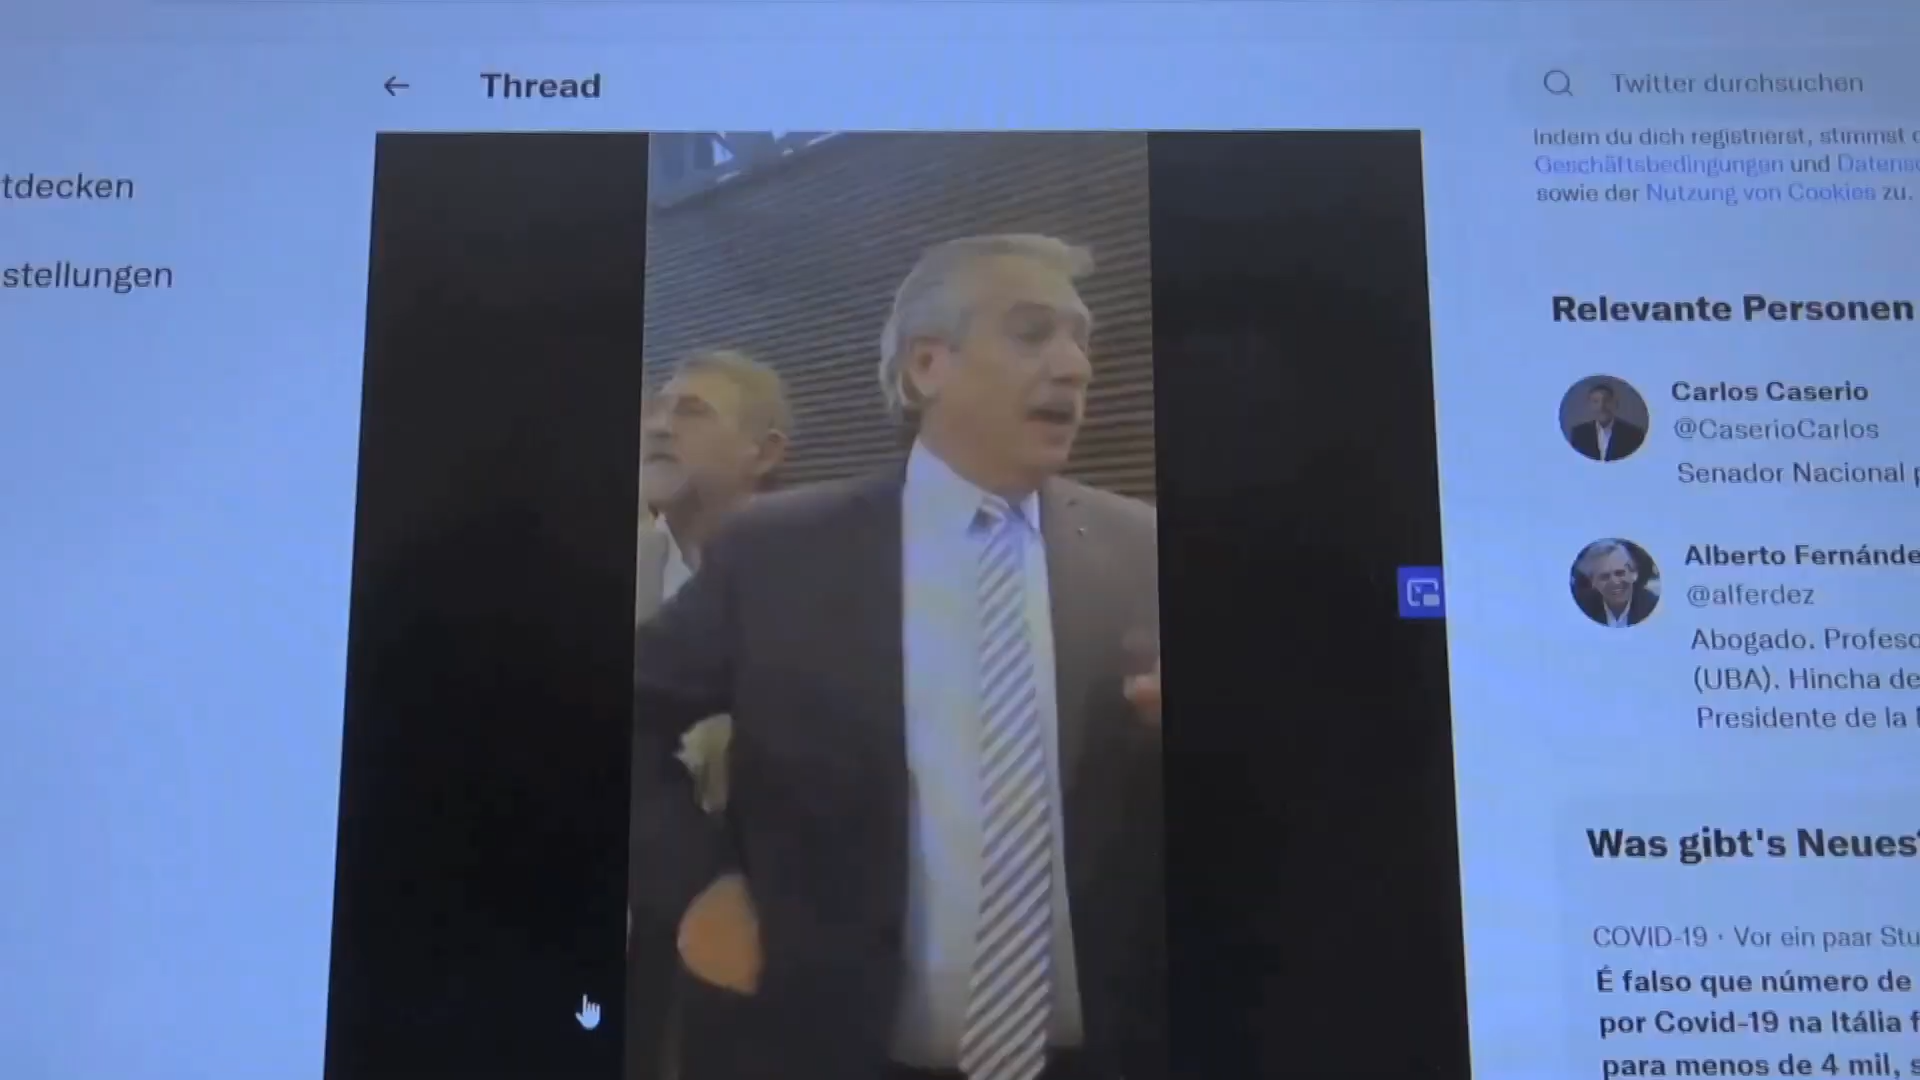 Thread
Twitter durchsuchen
tdecken
stellungen
Indem du dich registrierst, stimmst
Geschäftsbedingungen und Datens
sowie der Nutzung von Cookies zu.
Relevante Personen
Carlos Caserio
@CaserioCarlos
Senador Nacional
Alberto Fernánde
@alferdez
Abogado. Profeso
(UBA). Hincha de
Presidente de la
Was gibt's Neues?
COVID-19 · Vor ein paar Stu
É falso que número de
por Covid-19 na Itália f
para menos de 4 mil, s